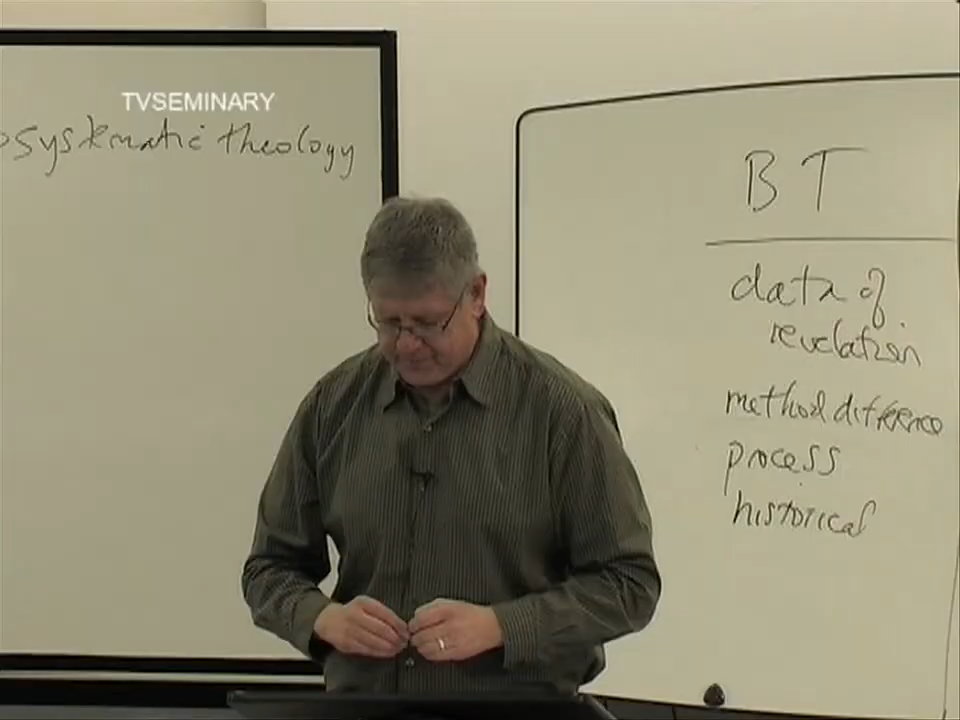 TVSEMINARY
systematic theology
BT
data of
revelation
method difference
process
historical